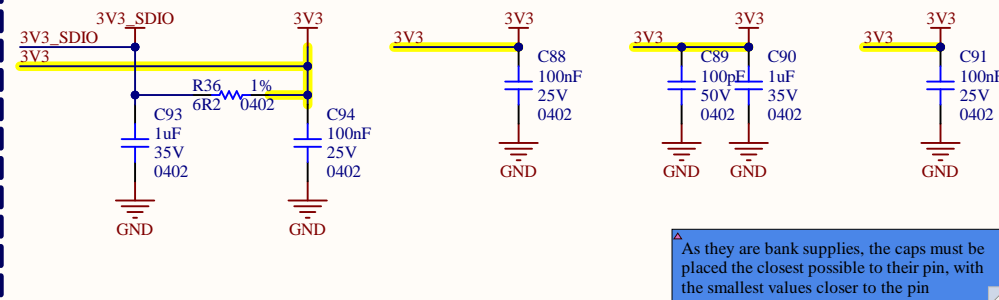 3V3_SDIO
3V3
3V3
3V3
3V3
3V3_SDIO
3V3
3V3
3V3
3V3
R36
1%
6R2
0402
C93
1uF
35V
0402
C94
100nF
25V
0402
C88
100nF
25V
0402
C89
100pF
50V
0402
C90
1uF
35V
0402
C91
100nF
25V
0402
GND
GND
GND
GND
GND
GND
As they are bank supplies, the caps must be
placed the closest possible to their pin, with
the smallest values closer to the pin